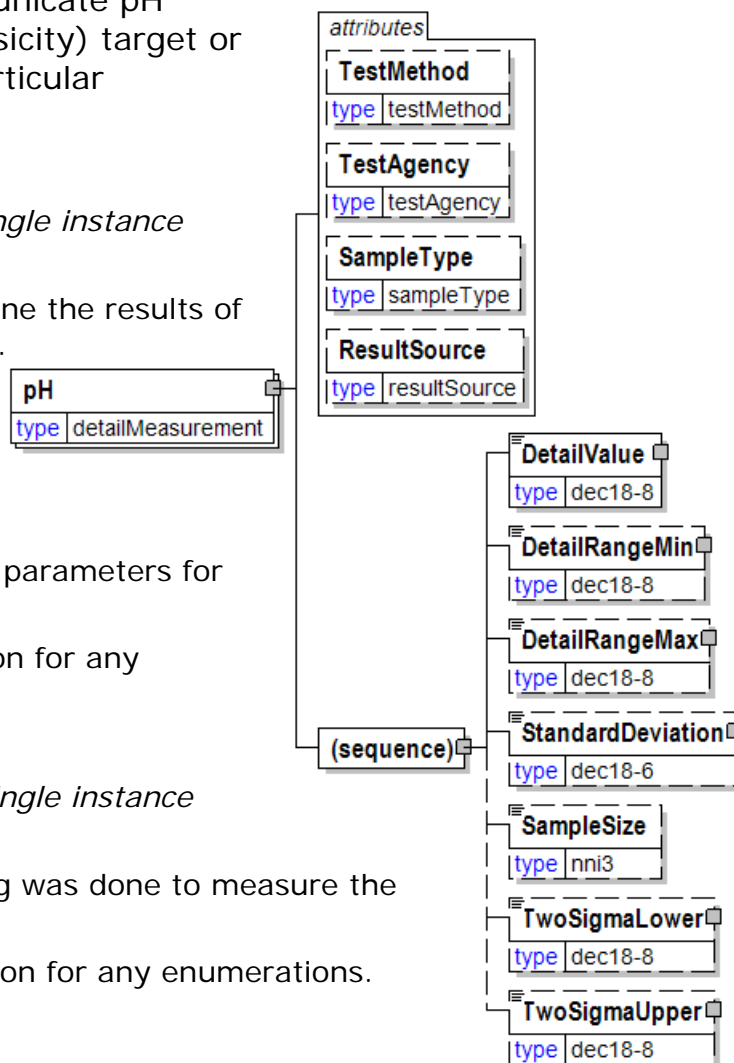 unicate pH
sicity) target or
rticular
ngle instance
ne the results of
.
parameters for
on for any
ingle instance
g was done to measure the
on for any enumerations.
pH
type detailMeasurement
attributes
TestMethod
type testMethod
TestAgency
type testAgency
SampleType
type sampleType
ResultSource
type resultSource
(sequence)
DetailValue
type dec18-8
DetailRangeMin
type dec18-8
DetailRangeMax
type dec18-8
StandardDeviation
type dec18-6
SampleSize
type nni3
TwoSigmaLower
type dec18-8
TwoSigmaUpper
type dec18-8